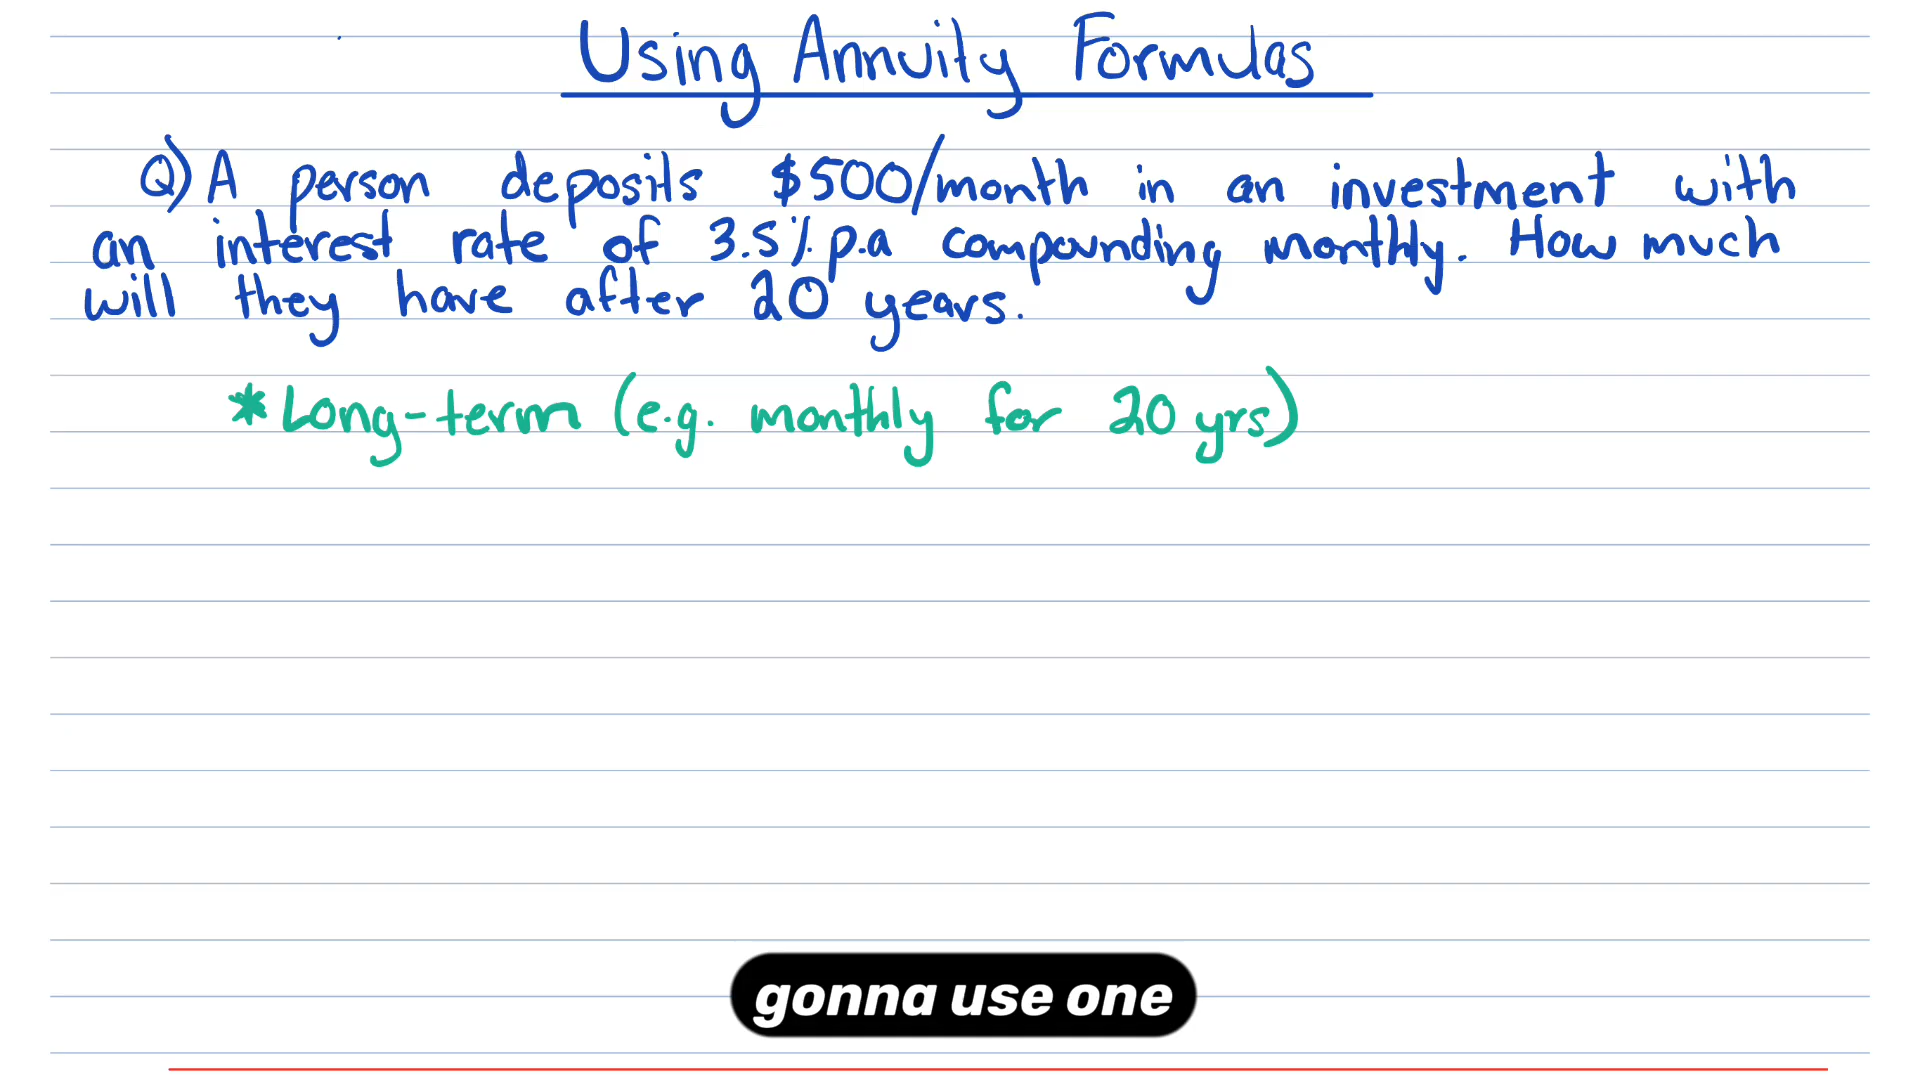 Using Annuity Formulas
Q) A person deposits $500/month in an investment with
an interest rate of 3.5% p.a compounding monthly. How much
will they have after 20 years.
*Long-term (e.g. monthly for 20 yrs)
gonna use one